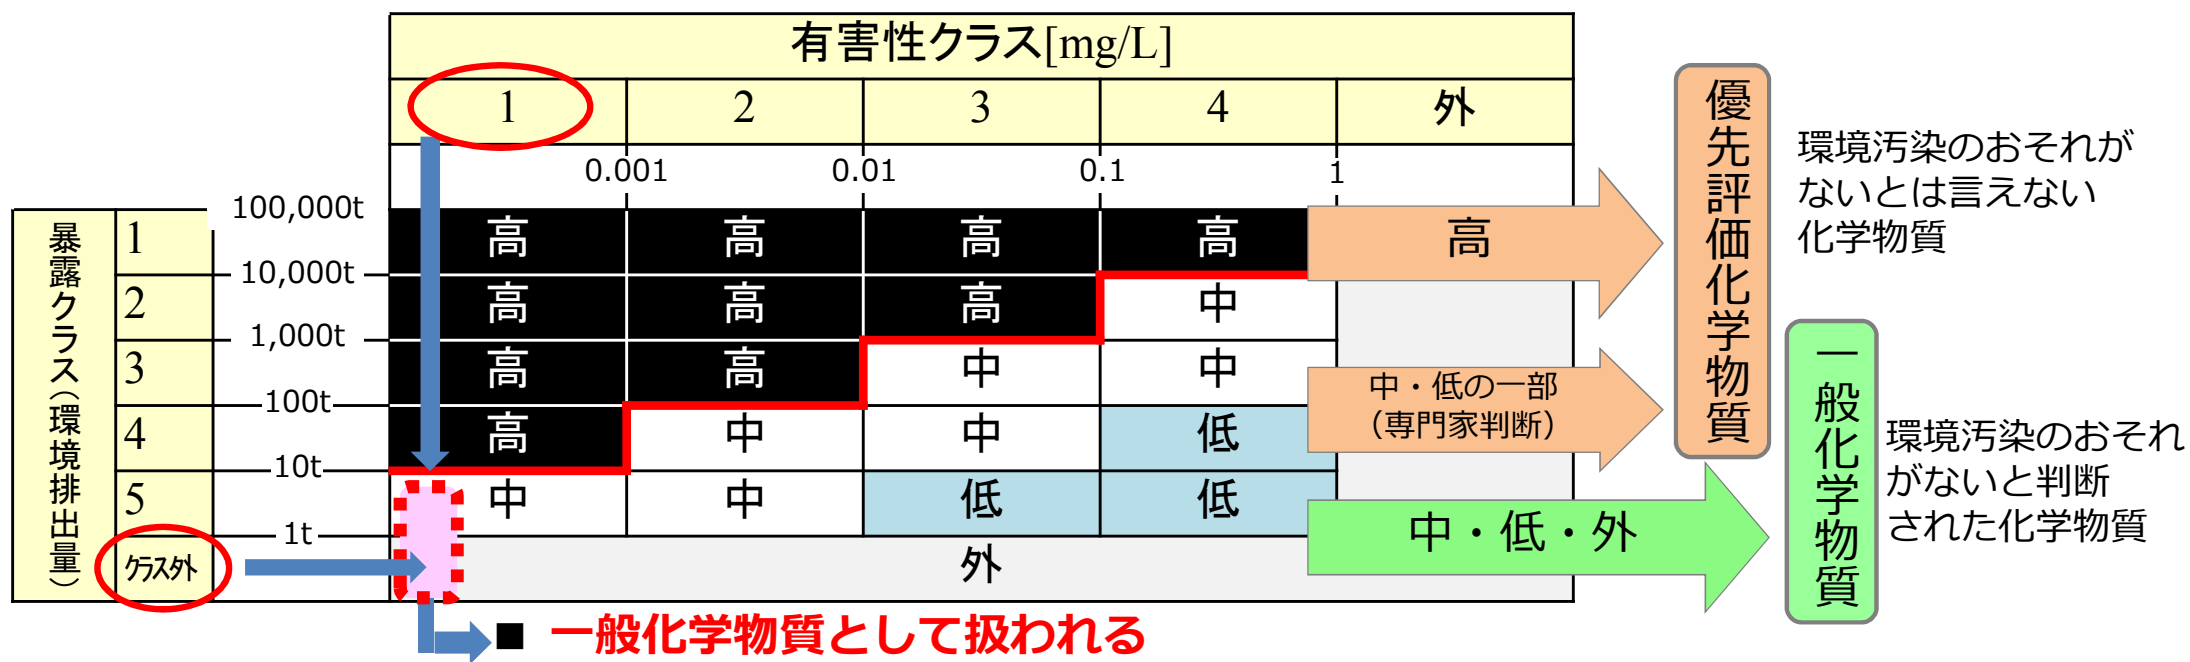 有害性クラス[mg/L]
1 2 3 4 外
0.001 0.01 0.1 1
暴露クラス（環境排出量）
100,000t
1 高 高 高 高 高
10,000t
2 高 高 高 中
1,000t
3 高 高 中 中
100t
4 高 中 中 低
10t
5 中 中 低 低
1t
クラス外 外
中・低の一部
（専門家判断）
中・低・外
優先評価化学物質
環境汚染のおそれが
ないとは言えない
化学物質
一般化学物質
環境汚染のおそれ
がないと判断
された化学物質
■ 一般化学物質として扱われる